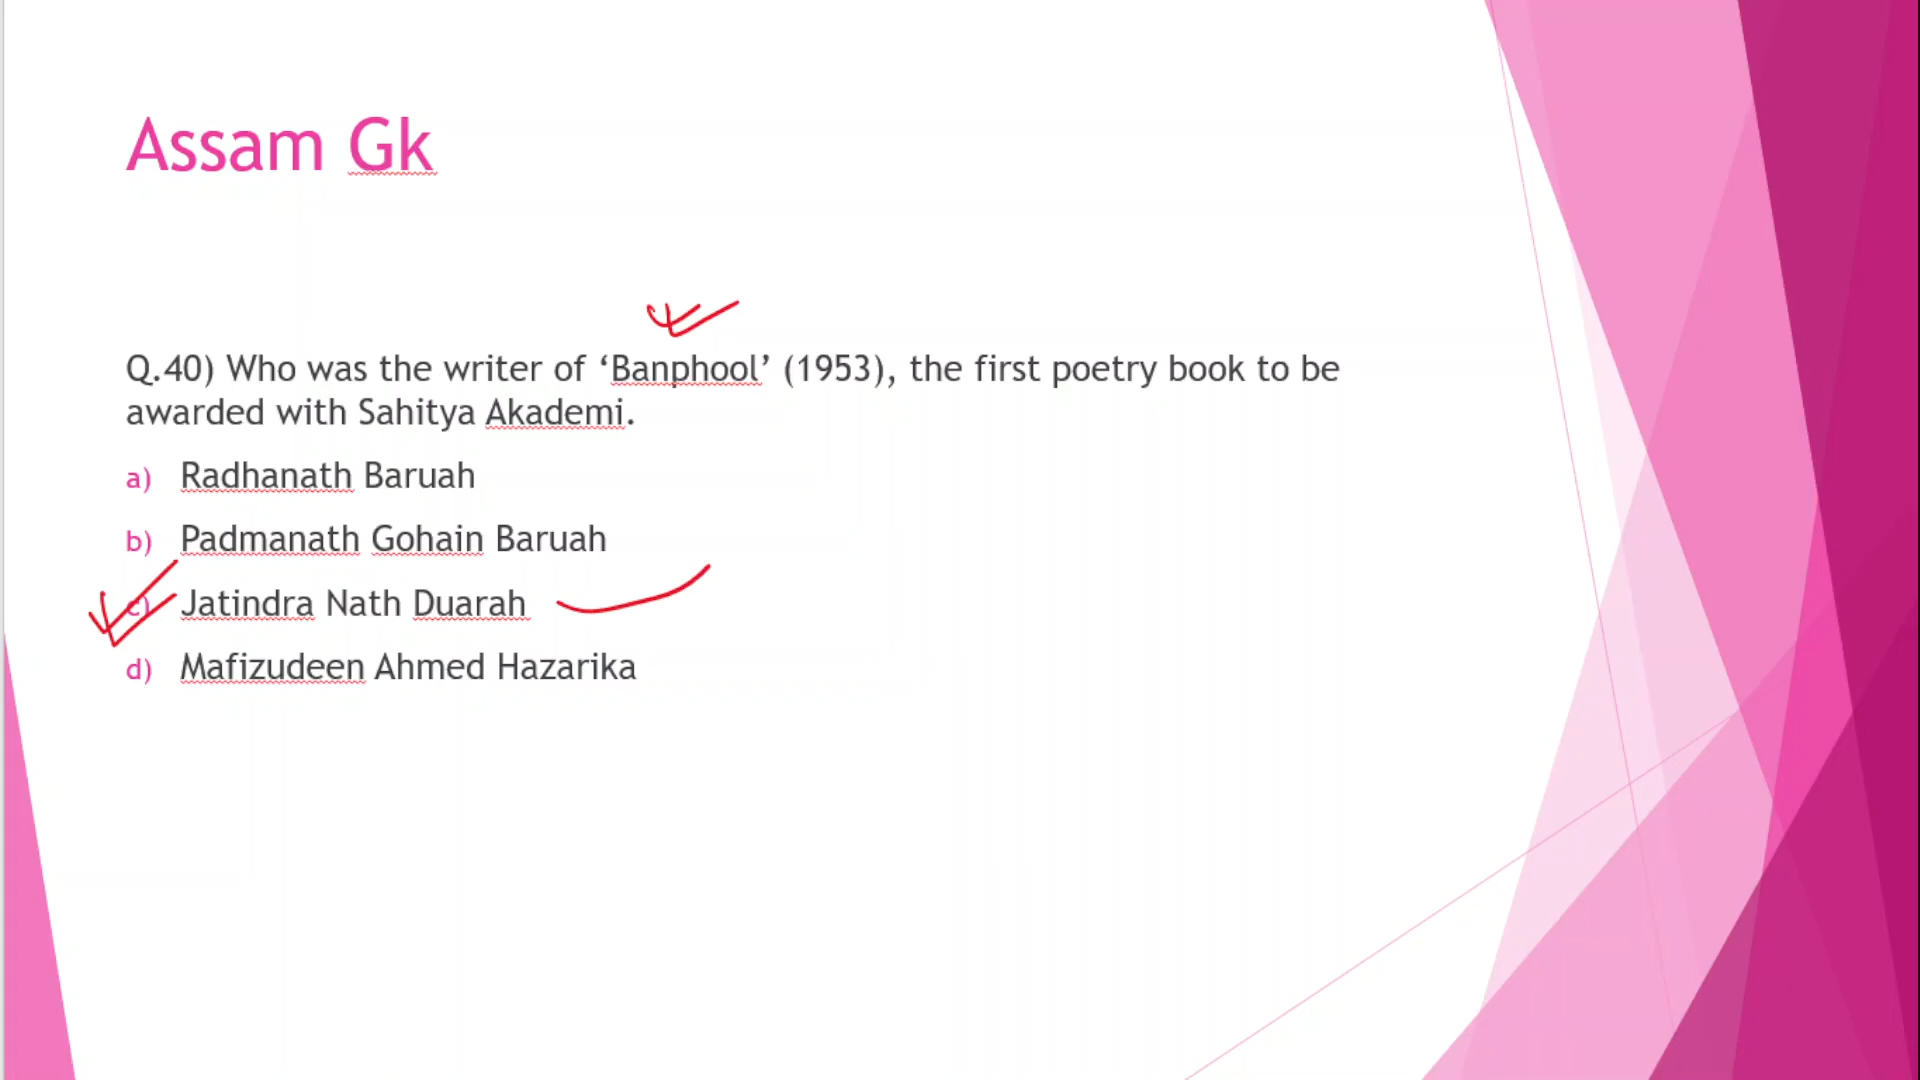 Assam Gk
Q.40) Who was the writer of ‘Banphool’ (1953), the first poetry book to be
awarded with Sahitya Akademi.
a) Radhanath Baruah
b) Padmanath Gohain Baruah
c) Jatindra Nath Duarah
d) Mafizudeen Ahmed Hazarika